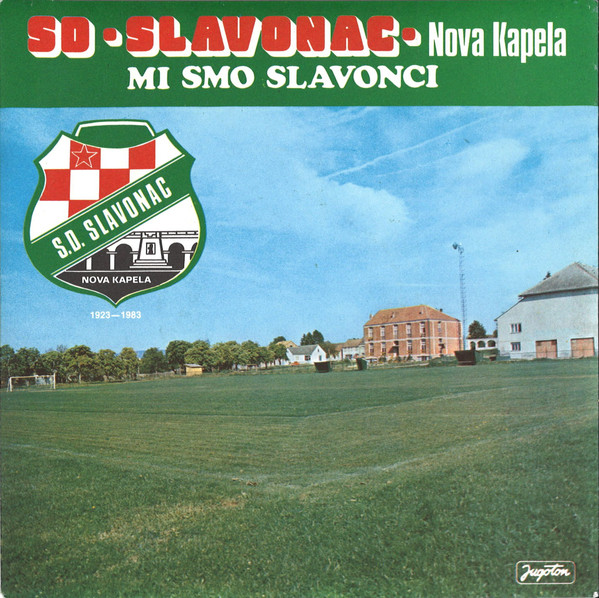 SD • SLAVONAC • Nova Kapela
MI SMO SLAVONCI
S.D. SLAVONAC
NOVA KAPELA
1923—1983
Jugoton